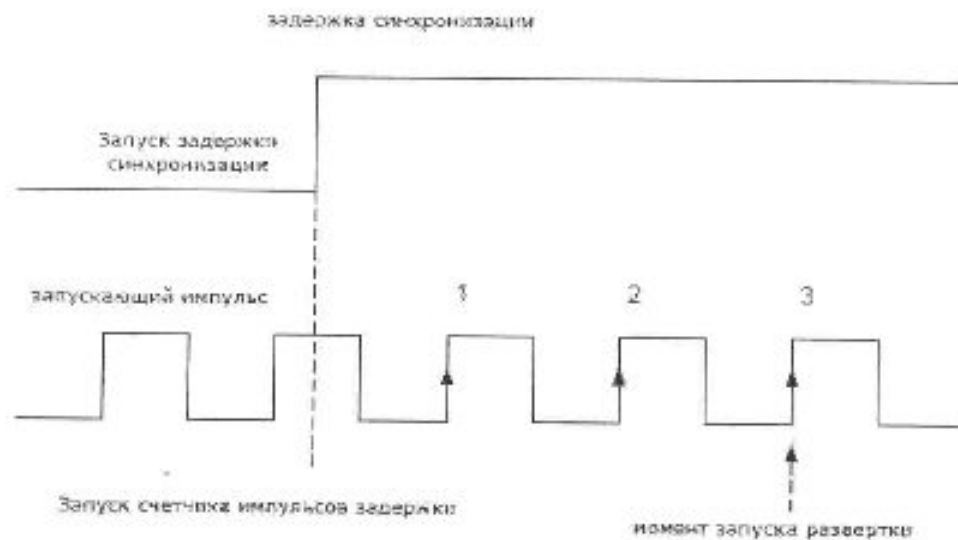 задержка синхронизации
Запуск задержки
синхронизации
запускающий импульс
1
2
3
Запуск счетчика импульсов задержки
момент запуска развертки